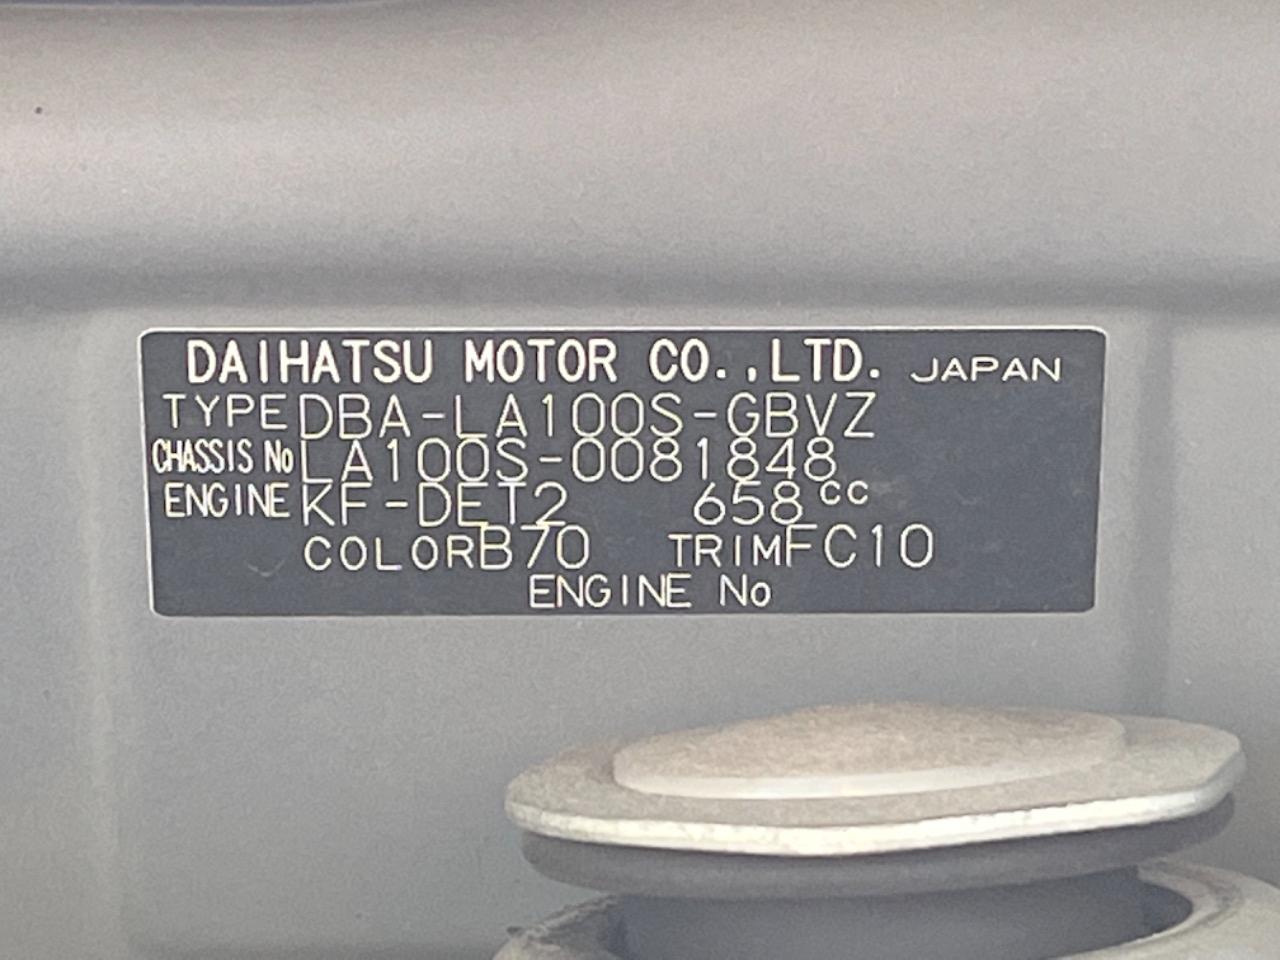 DAIHATSU MOTOR CO.,LTD. JAPAN
TYPE DBA-LA100S-GBVZ
CHASSIS No LA100S-0081848
ENGINE KF-DET2 658cc
COLOR B70 TRIM FC10
ENGINE No